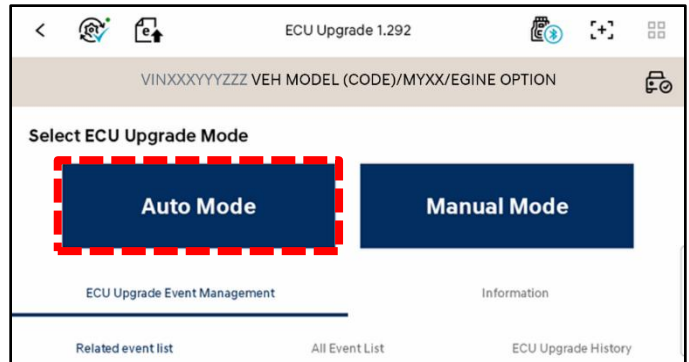 ECU Upgrade 1.292
VINXXXYYYZZZ VEH MODEL (CODE)/MYXX/EGINE OPTION
Select ECU Upgrade Mode
Auto Mode
Manual Mode
ECU Upgrade Event Management
Information
Related event list
All Event List
ECU Upgrade History